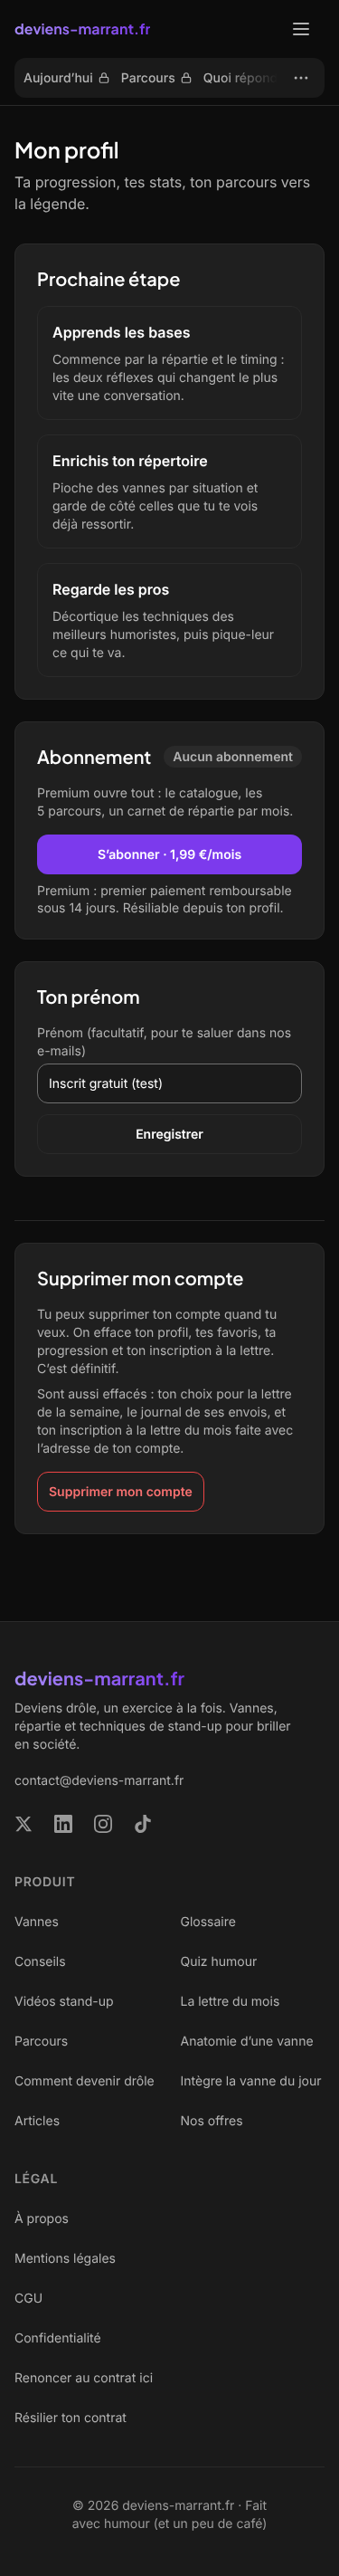 deviens-marrant.fr
Aujourd’hui Parcours Quoi répond
Mon profil
Ta progression, tes stats, ton parcours vers
la légende.
Prochaine étape
Apprends les bases
Commence par la répartie et le timing :
les deux réflexes qui changent le plus
vite une conversation.
Enrichis ton répertoire
Pioche des vannes par situation et
garde de côté celles que tu te vois
déjà ressortir.
Regarde les pros
Décortique les techniques des
meilleurs humoristes, puis pique-leur
ce qui te va.
Abonnement Aucun abonnement
Premium ouvre tout : le catalogue, les
5 parcours, un carnet de répartie par mois.
S’abonner · 1,99 €/mois
Premium : premier paiement remboursable
sous 14 jours. Résiliable depuis ton profil.
Ton prénom
Prénom (facultatif, pour te saluer dans nos
e-mails)
Inscrit gratuit (test)
Enregistrer
Supprimer mon compte
Tu peux supprimer ton compte quand tu
veux. On efface ton profil, tes favoris, ta
progression et ton inscription à la lettre.
C’est définitif.
Sont aussi effacés : ton choix pour la lettre
de la semaine, le journal de ses envois, et
ton inscription à la lettre du mois faite avec
l’adresse de ton compte.
Supprimer mon compte
deviens-marrant.fr
Deviens drôle, un exercice à la fois. Vannes,
répartie et techniques de stand-up pour briller
en société.
contact@deviens-marrant.fr
PRODUIT
Vannes Glossaire
Conseils Quiz humour
Vidéos stand-up La lettre du mois
Parcours Anatomie d’une vanne
Comment devenir drôle Intègre la vanne du jour
Articles Nos offres
LÉGAL
À propos
Mentions légales
CGU
Confidentialité
Renoncer au contrat ici
Résilier ton contrat
© 2026 deviens-marrant.fr · Fait
avec humour (et un peu de café)